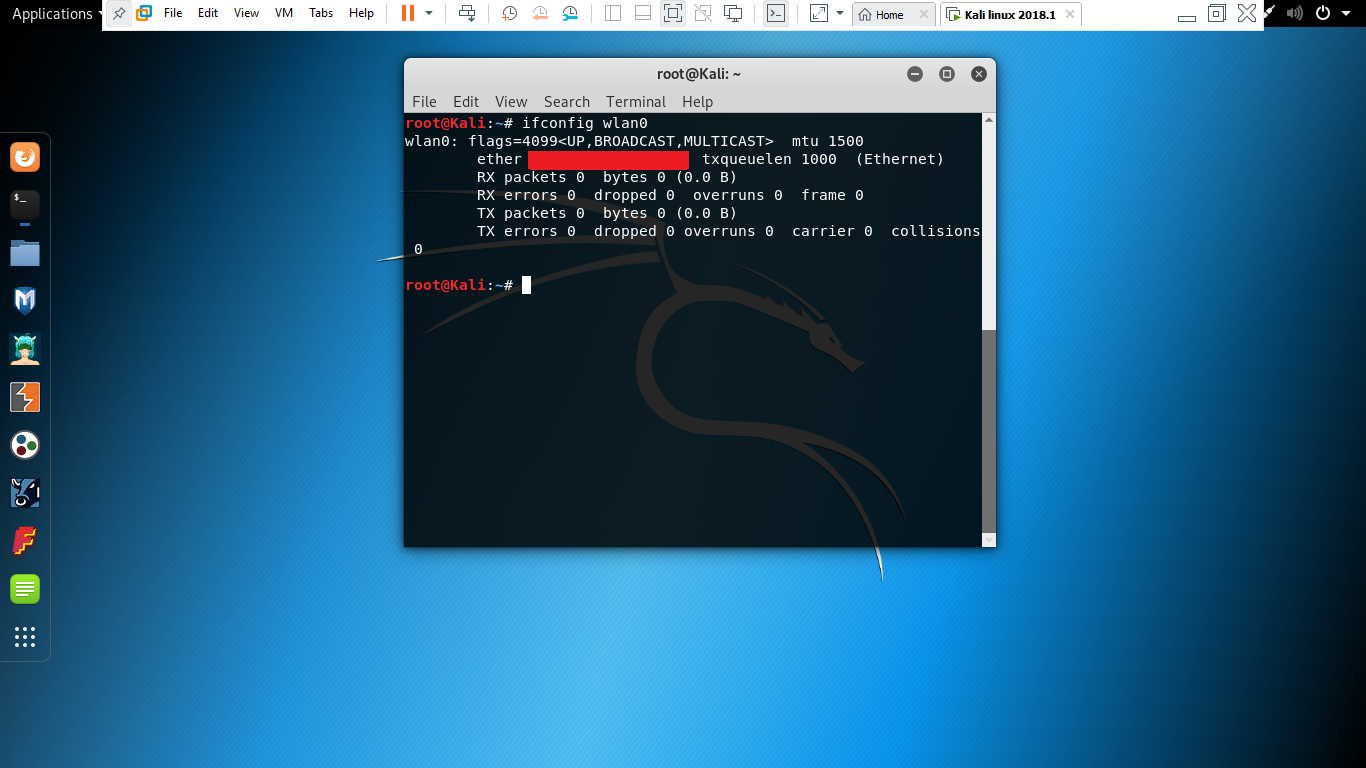 Applications File Edit View VM Tabs Help Home Kali linux 2018.1
root@Kali: ~
File Edit View Search Terminal Help
root@Kali:~# ifconfig wlan0
wlan0: flags=4099<UP,BROADCAST,MULTICAST>  mtu 1500
        ether txqueuelen 1000  (Ethernet)
        RX packets 0  bytes 0 (0.0 B)
        RX errors 0  dropped 0  overruns 0  frame 0
        TX packets 0  bytes 0 (0.0 B)
        TX errors 0  dropped 0 overruns 0  carrier 0  collisions
 0
root@Kali:~#